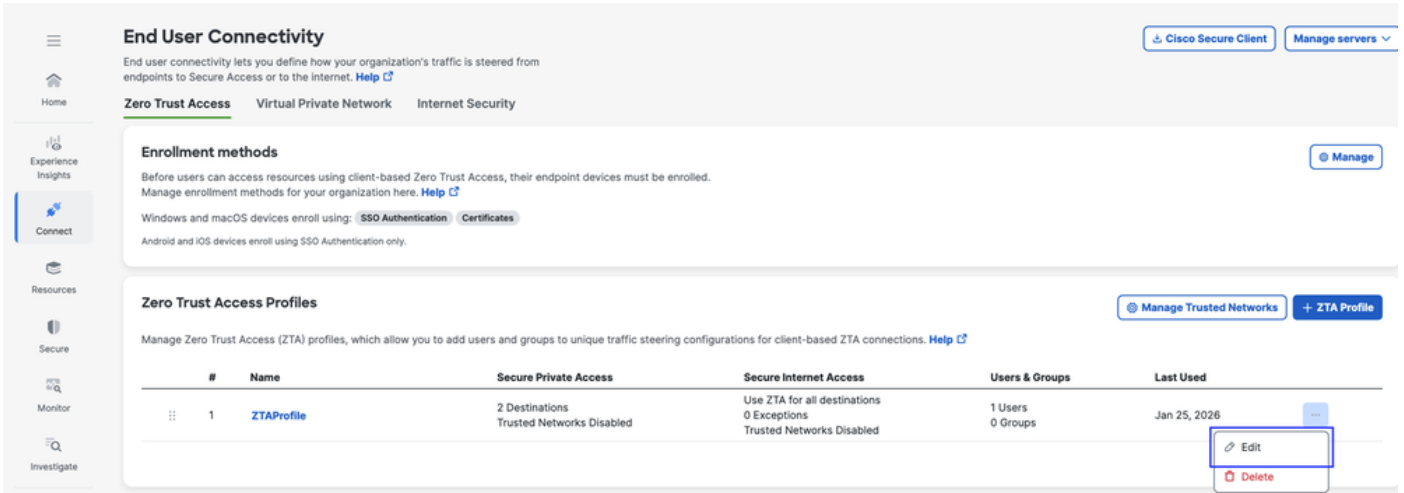 End User Connectivity
Cisco Secure Client
Manage servers
End user connectivity lets you define how your organization's traffic is steered from
endpoints to Secure Access or to the internet. Help
Home
Zero Trust Access Virtual Private Network Internet Security
Experience
Insights
Connect
Resources
Secure
Monitor
Investigate
Enrollment methods
Manage
Before users can access resources using client-based Zero Trust Access, their endpoint devices must be enrolled.
Manage enrollment methods for your organization here. Help
Windows and macOS devices enroll using: SSO Authentication Certificates
Android and iOS devices enroll using SSO Authentication only.
Zero Trust Access Profiles
Manage Trusted Networks
+ ZTA Profile
Manage Zero Trust Access (ZTA) profiles, which allow you to add users and groups to unique traffic steering configurations for client-based ZTA connections. Help
# Name Secure Private Access Secure Internet Access Users & Groups Last Used
1 ZTAProfile
2 Destinations
Trusted Networks Disabled
Use ZTA for all destinations
0 Exceptions
Trusted Networks Disabled
1 Users
0 Groups
Jan 25, 2026
...
Edit
Delete